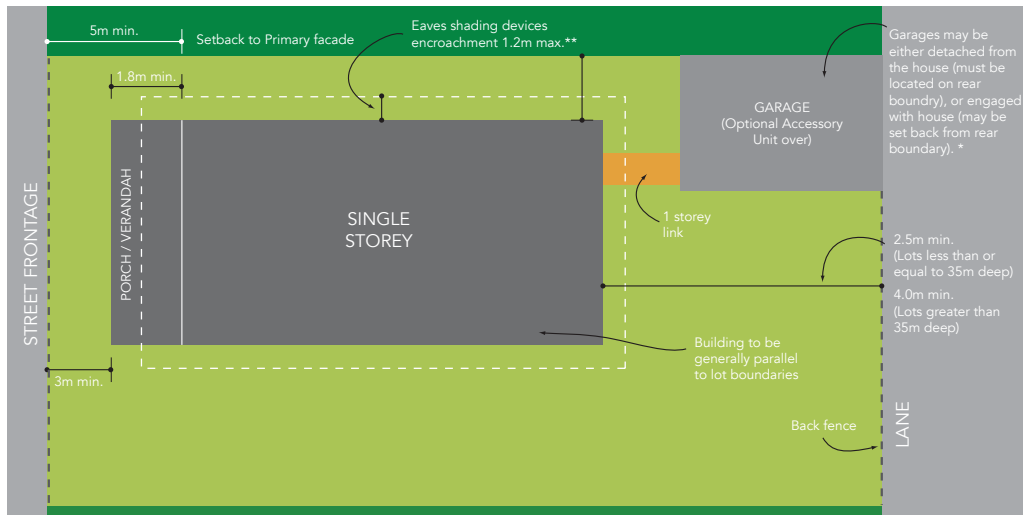 5m min.
Setback to Primary facade
Eaves shading devices
encroachment 1.2m max.**
Garages may be
either detached from
the house (must be
located on rear
boundry), or engaged
with house (may be
set back from rear
boundary). *
1.8m min.
GARAGE
(Optional Accessory
Unit over)
STREET FRONTAGE
PORCH / VERANDAH
SINGLE
STOREY
1 storey
link
2.5m min.
(Lots less than or
equal to 35m deep)
4.0m min.
(Lots greater than
35m deep)
Building to be
generally parallel
to lot boundaries
3m min.
Back fence
LANE